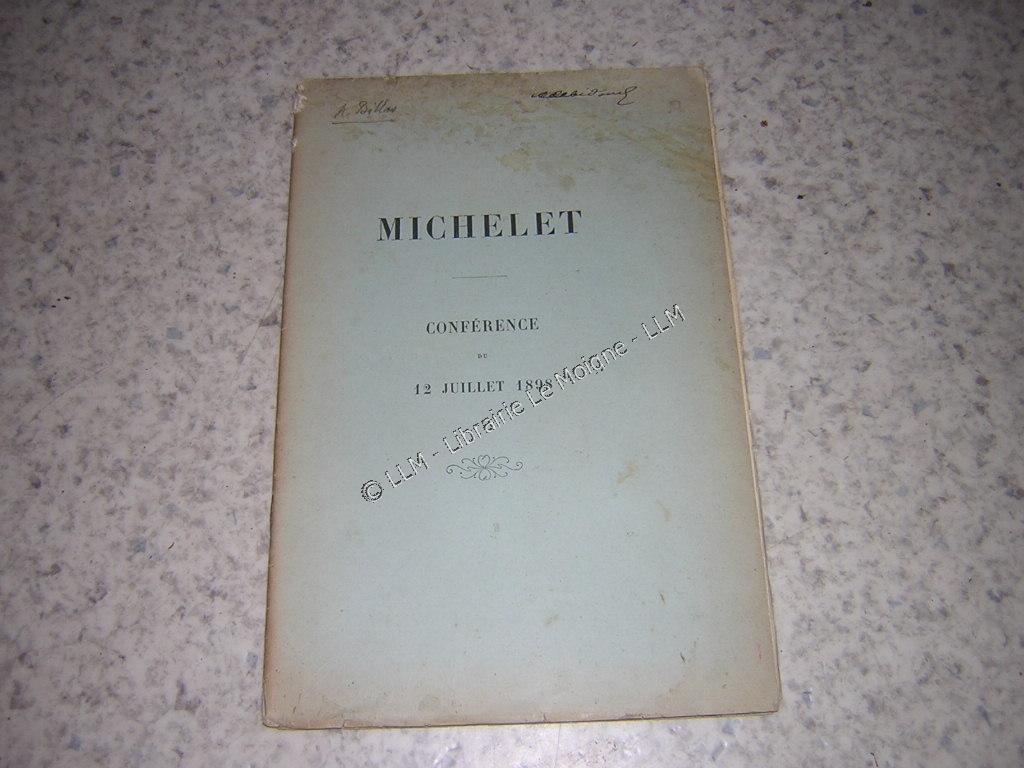 MICHELET
CONFÉRENCE
DU
12 JUILLET 1898
© LLM - Librairie Le Moigne - LLM